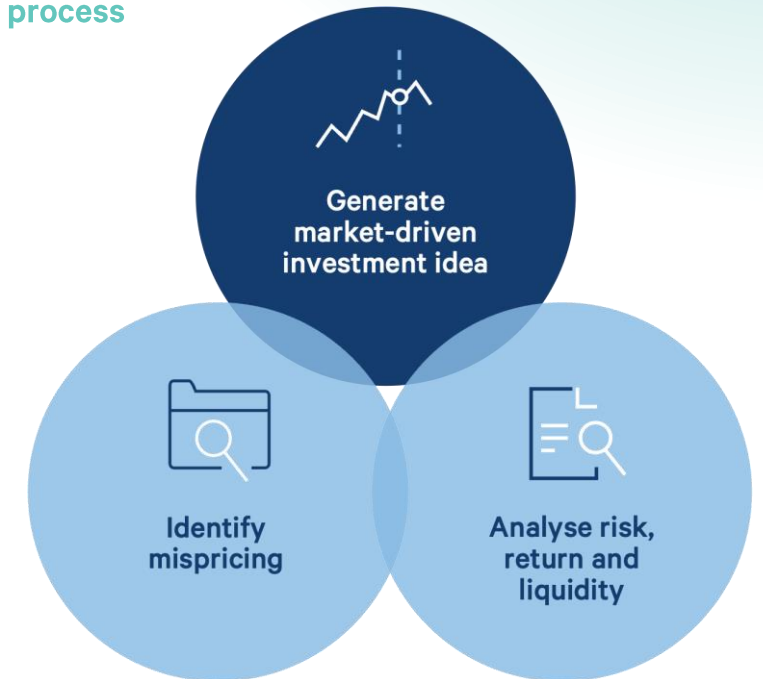 process
Generate
market-driven
investment idea
Identify
mispricing
Analyse risk,
return and
liquidity